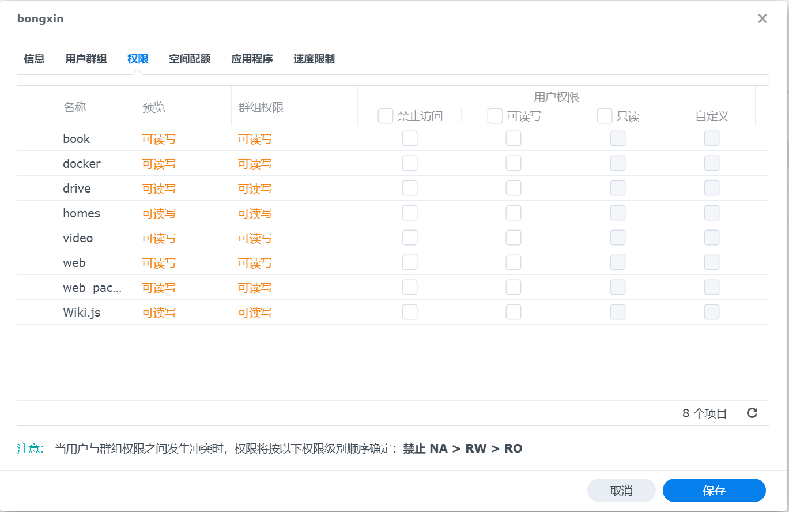 bongxin
信息 用户群组 权限 空间配额 应用程序 速度限制
名称 预览 群组权限 用户权限
禁止访问 可读写 只读 自定义
book 可读写 可读写
docker 可读写 可读写
drive 可读写 可读写
homes 可读写 可读写
video 可读写 可读写
web 可读写 可读写
web_pac... 可读写 可读写
Wiki.js 可读写 可读写
8 个项目
注意: 当用户与群组权限之间发生冲突时，权限将按以下权限级别顺序确定: 禁止 NA > RW > RO
取消 保存